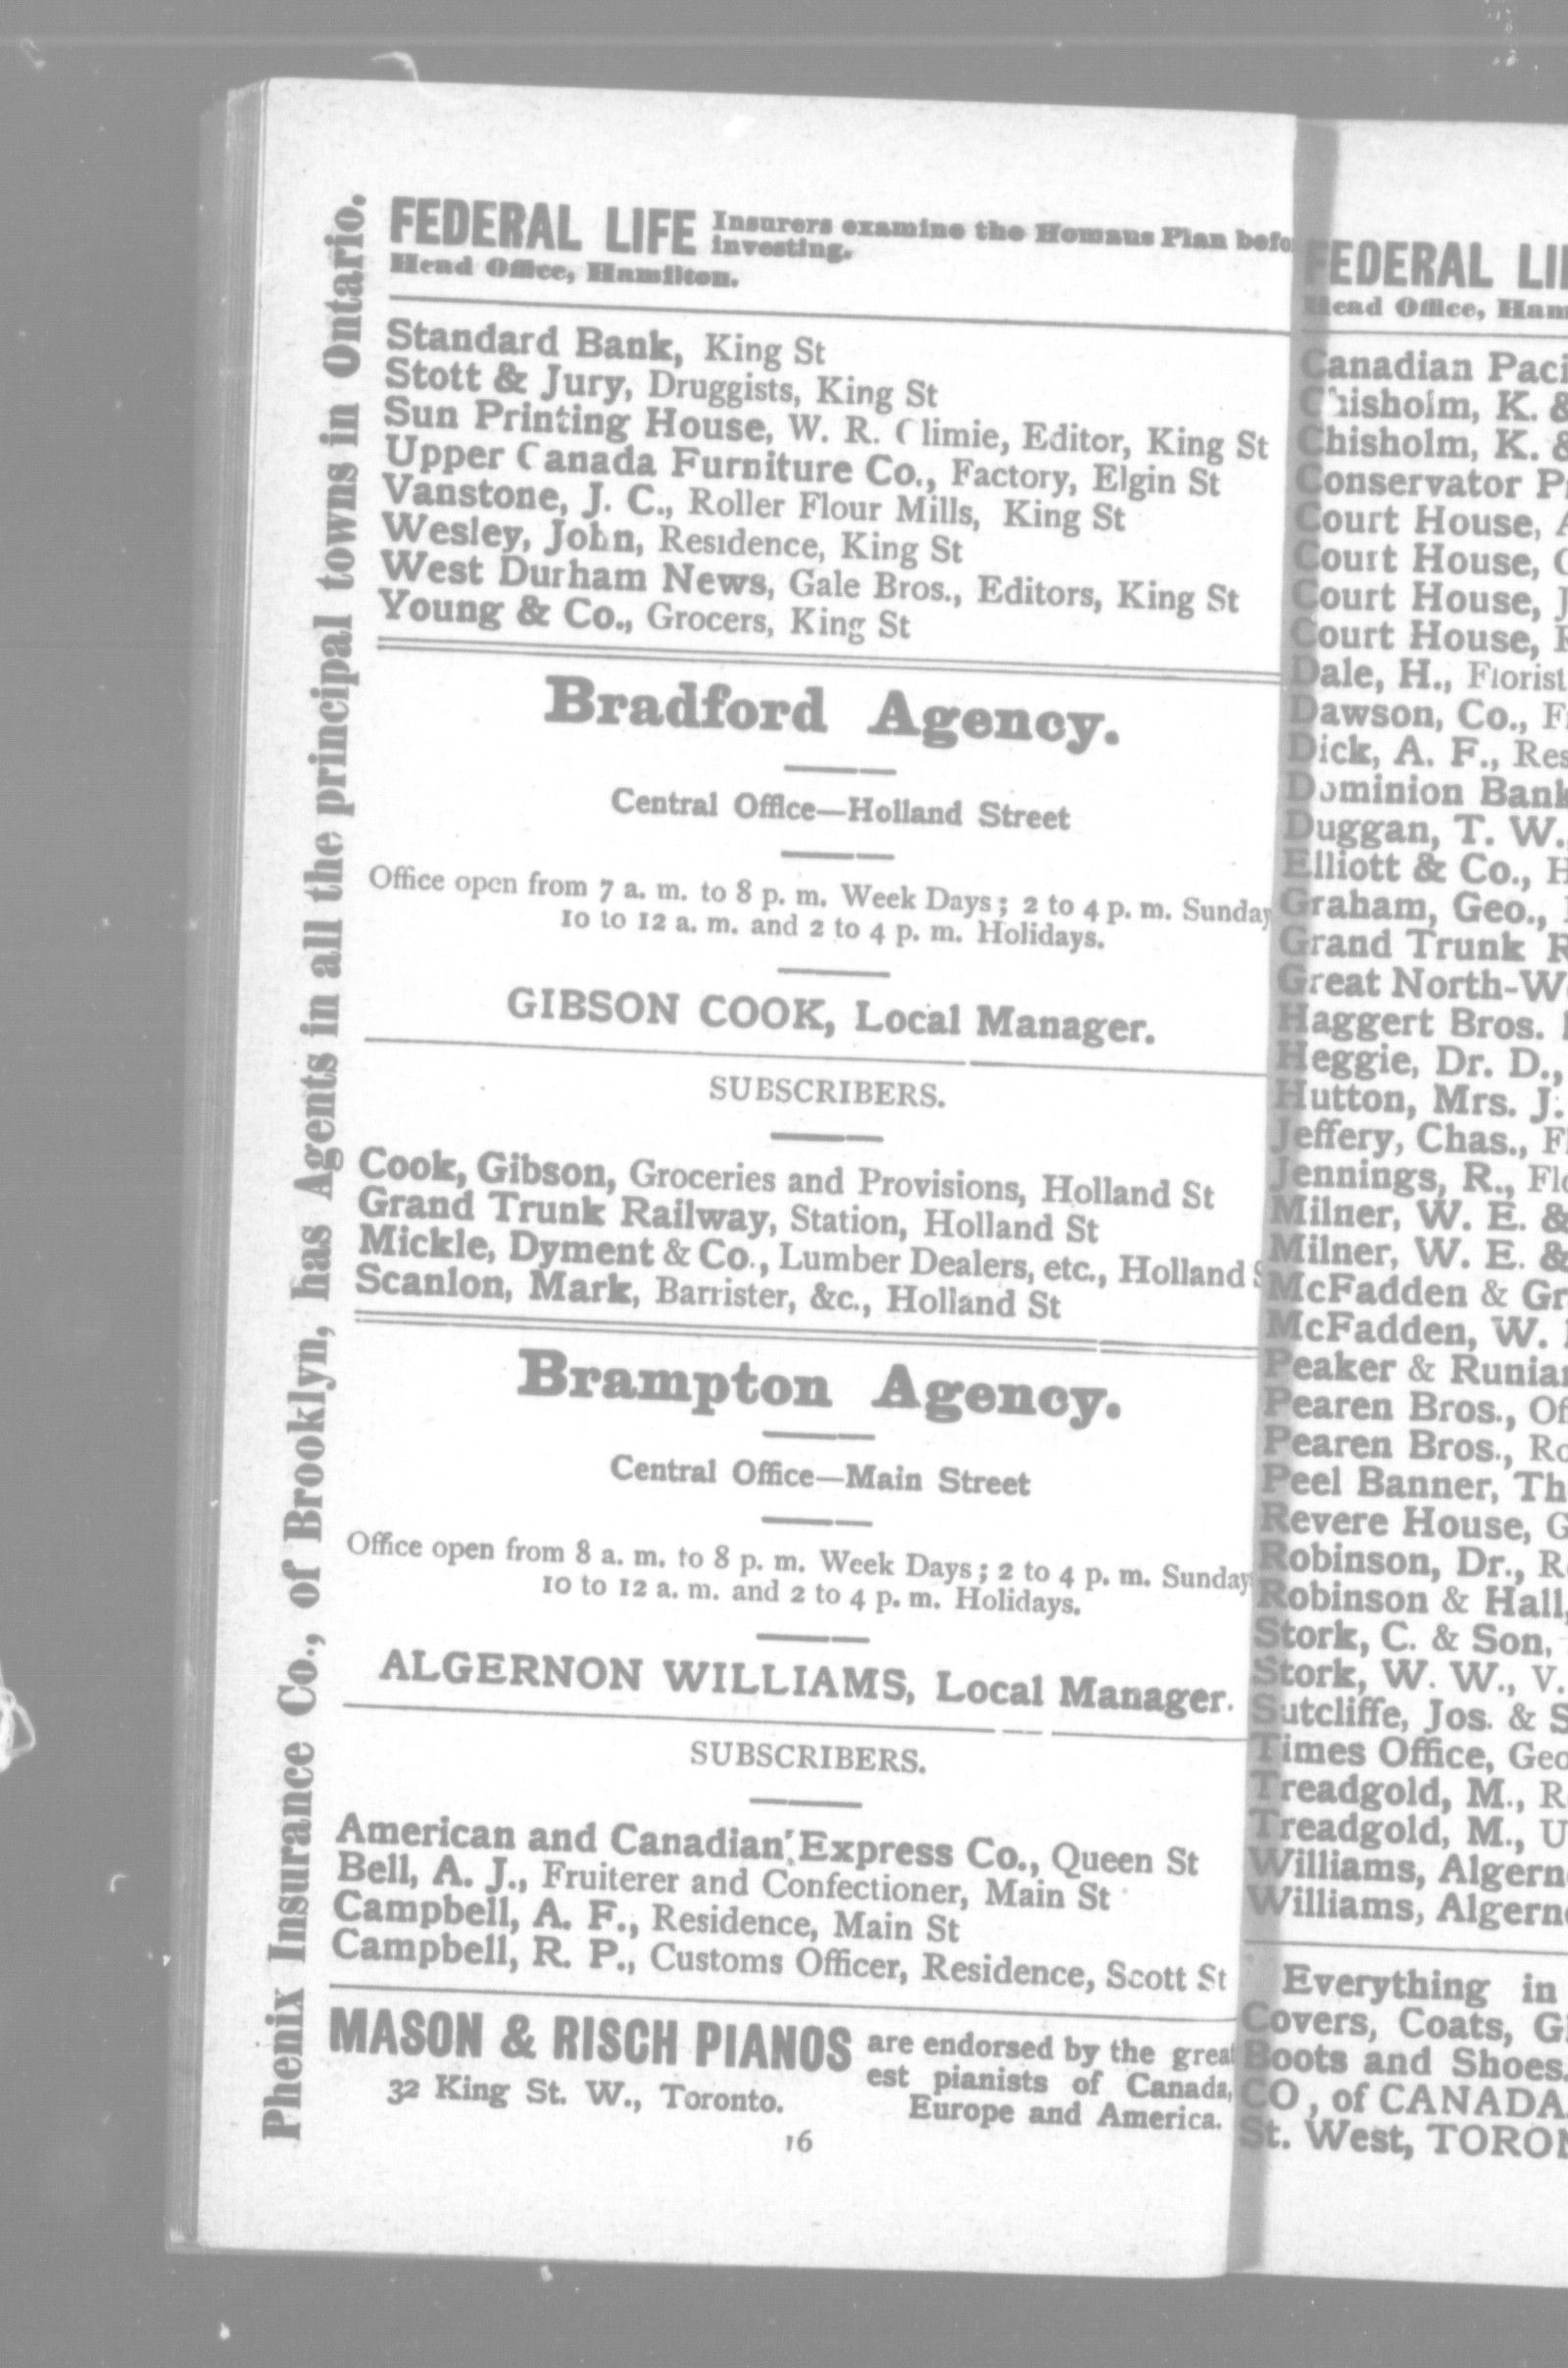 Phenix Insurance Co., of Brooklyn, has Agents in all the principal towns in Ontario.
FEDERAL LIFE Insurers examine the Homans Plan befo
investing.
Head Office, Hamilton.
Standard Bank, King St
Stott & Jury, Druggists, King St
Sun Printing House, W. R. Climie, Editor, King St
Upper Canada Furniture Co., Factory, Elgin St
Vanstone, J. C., Roller Flour Mills, King St
Wesley, John, Residence, King St
West Durham News, Gale Bros., Editors, King St
Young & Co., Grocers, King St
Bradford Agency.
Central Office—Holland Street
Office open from 7 a. m. to 8 p. m. Week Days; 2 to 4 p. m. Sunday
10 to 12 a. m. and 2 to 4 p. m. Holidays.
GIBSON COOK, Local Manager.
SUBSCRIBERS.
Cook, Gibson, Groceries and Provisions, Holland St
Grand Trunk Railway, Station, Holland St
Mickle, Dyment & Co., Lumber Dealers, etc., Holland S
Scanlon, Mark, Barrister, &c., Holland St
Brampton Agency.
Central Office—Main Street
Office open from 8 a. m. to 8 p. m. Week Days; 2 to 4 p. m. Sunday
10 to 12 a. m. and 2 to 4 p. m. Holidays.
ALGERNON WILLIAMS, Local Manager.
SUBSCRIBERS.
American and Canadian Express Co., Queen St
Bell, A. J., Fruiterer and Confectioner, Main St
Campbell, A. F., Residence, Main St
Campbell, R. P., Customs Officer, Residence, Scott St
MASON & RISCH PIANOS are endorsed by the great
est pianists of Canada,
32 King St. W., Toronto.
Europe and America.
16
FEDERAL LI
Head Office, Ham
Canadian Paci
Chisholm, K. &
Chisholm, K. &
Conservator P
Court House, A
Court House,
Court House, J
Court House,
Dale, H., Florist
Dawson, Co., F
Dick, A. F., Res
Dominion Bank
Duggan, T. W.,
Elliott & Co., H
Graham, Geo.,
Grand Trunk R
Great North-We
Haggert Bros.
Heggie, Dr. D.,
Hutton, Mrs. J.
Jeffery, Chas., Fl
Jennings, R., Flo
Milner, W. E. &
Milner, W. E. &
McFadden & Gr
McFadden, W.
Peaker & Runian
Pearen Bros., Of
Pearen Bros., Ro
Peel Banner, Th
Revere House, G
Robinson, Dr., R
Robinson & Hall,
Stork, C. & Son,
Stork, W. W., V.
Sutcliffe, Jos. & S
Times Office, Geo
Treadgold, M., R
Treadgold, M., U
Williams, Algern
Williams, Algern
Everything in
Covers, Coats, G
Boots and Shoes.
CO, of CANADA
St. West, TORON